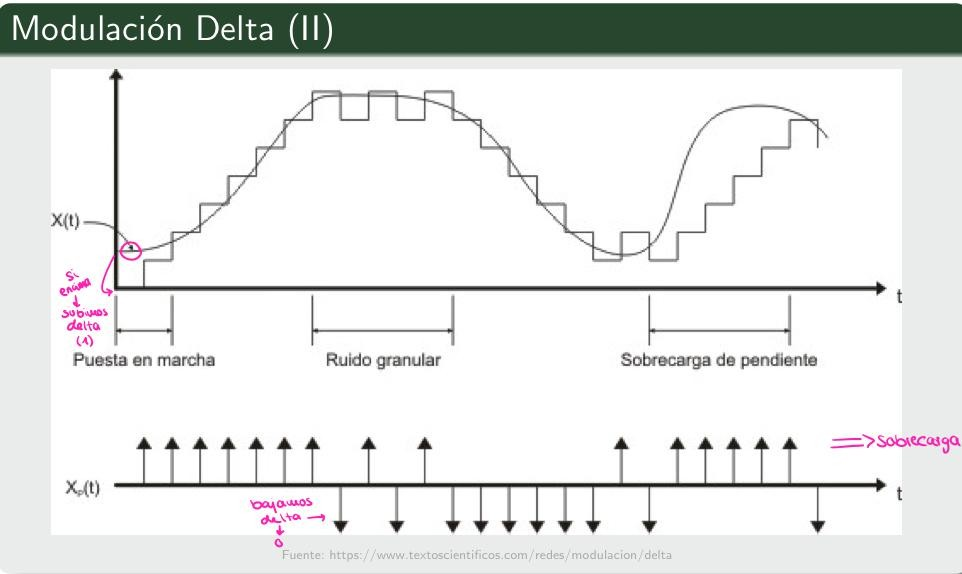 Modulación Delta (II)
X(t)
Si
encima
↓
subimos
delta
(1)
t
Puesta en marcha
Ruido granular
Sobrecarga de pendiente
=> Sobrecarga
Xₚ(t)
t
bajamos
delta →
↓
0
Fuente: https://www.textoscientificos.com/redes/modulacion/delta